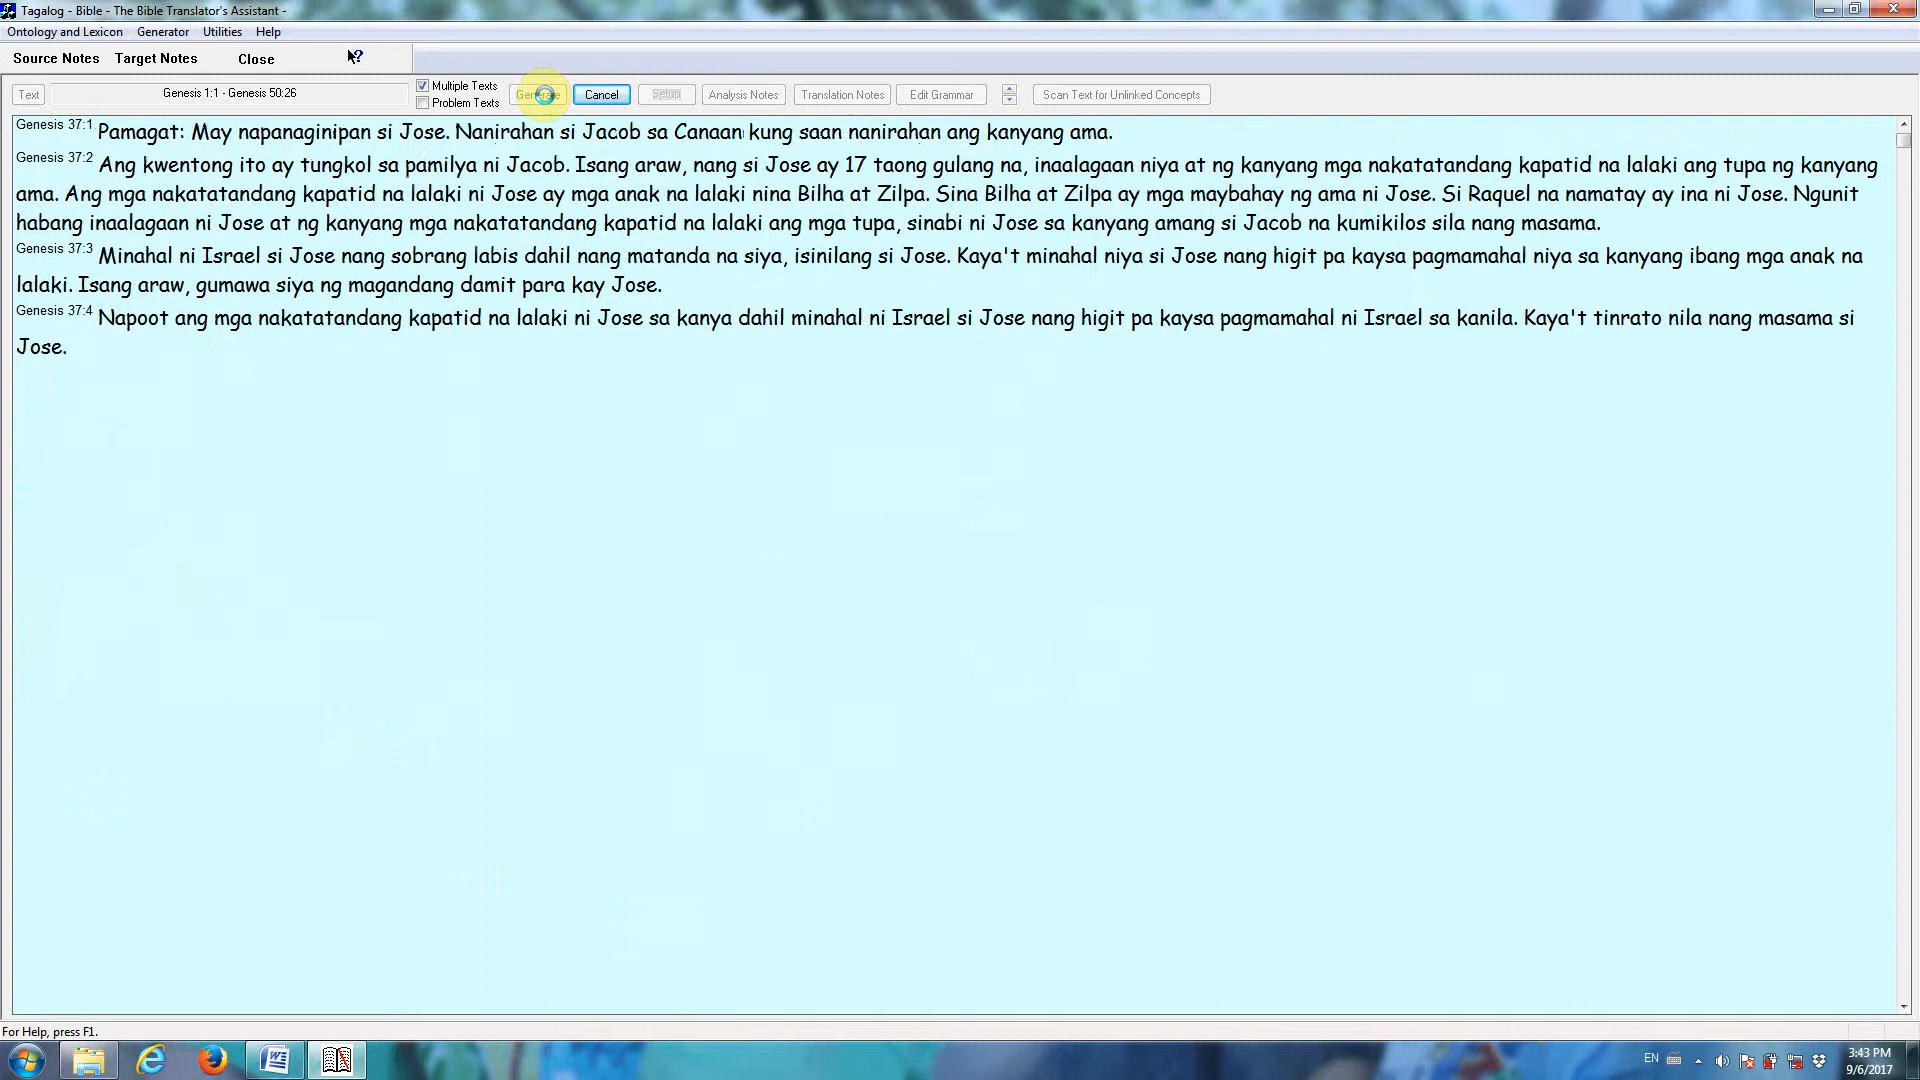 Tagalog - Bible - The Bible Translator's Assistant -
Ontology and Lexicon Generator Utilities Help
Source Notes Target Notes Close
Text Genesis 1:1 - Genesis 50:26 Multiple Texts Generate Cancel Setup Analysis Notes Translation Notes Edit Grammar Scan Text for Unlinked Concepts
Problem Texts
Genesis 37:1 Pamagat: May napanaginipan si Jose. Nanirahan si Jacob sa Canaan kung saan nanirahan ang kanyang ama.
Genesis 37:2 Ang kwentong ito ay tungkol sa pamilya ni Jacob. Isang araw, nang si Jose ay 17 taong gulang na, inaalagaan niya at ng kanyang mga nakatatandang kapatid na lalaki ang tupa ng kanyang
ama. Ang mga nakatatandang kapatid na lalaki ni Jose ay mga anak na lalaki nina Bilha at Zilpa. Sina Bilha at Zilpa ay mga maybahay ng ama ni Jose. Si Raquel na namatay ay ina ni Jose. Ngunit
habang inaalagaan ni Jose at ng kanyang mga nakatatandang kapatid na lalaki ang mga tupa, sinabi ni Jose sa kanyang amang si Jacob na kumikilos sila nang masama.
Genesis 37:3 Minahal ni Israel si Jose nang sobrang labis dahil nang matanda na siya, isinilang si Jose. Kaya't minahal niya si Jose nang higit pa kaysa pagmamahal niya sa kanyang ibang mga anak na
lalaki. Isang araw, gumawa siya ng magandang damit para kay Jose.
Genesis 37:4 Napoot ang mga nakatatandang kapatid na lalaki ni Jose sa kanya dahil minahal ni Israel si Jose nang higit pa kaysa pagmamahal ni Israel sa kanila. Kaya't tinrato nila nang masama si
Jose.
For Help, press F1.
EN
3:43 PM
9/6/2017